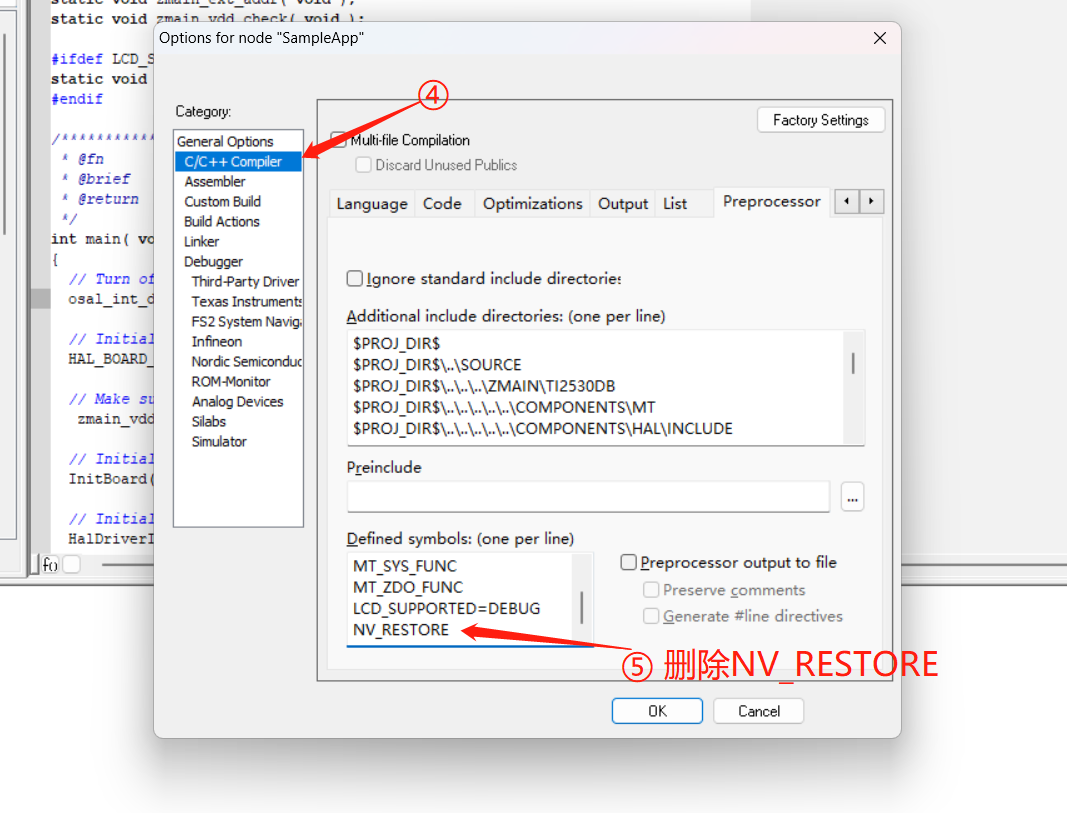 static void zmain_ext_addr( void );
static void zmain_vdd_check( void );
Options for node "SampleApp"
#ifdef LCD_S
static void
#endif
/***********
* @fn
* @brief
* @return
*/
int main( vo
{
// Turn of
osal_int_d
// Initial
HAL_BOARD_
// Make su
zmain_vdd
// Initial
InitBoard(
// Initial
HalDriverI
f()
④
Category:
General Options
C/C++ Compiler
Assembler
Custom Build
Build Actions
Linker
Debugger
Third-Party Driver
Texas Instruments
FS2 System Naviga
Infineon
Nordic Semiconduc
ROM-Monitor
Analog Devices
Silabs
Simulator
Factory Settings
Multi-file Compilation
Discard Unused Publics
Language Code Optimizations Output List Preprocessor
Ignore standard include directories
Additional include directories: (one per line)
$PROJ_DIR$
$PROJ_DIR$\..\SOURCE
$PROJ_DIR$\..\..\..\ZMAIN\TI2530DB
$PROJ_DIR$\..\..\..\..\..\COMPONENTS\MT
$PROJ_DIR$\..\..\..\..\..\COMPONENTS\HAL\INCLUDE
Preinclude
...
Defined symbols: (one per line)
MT_SYS_FUNC
MT_ZDO_FUNC
LCD_SUPPORTED=DEBUG
NV_RESTORE
Preprocessor output to file
Preserve comments
Generate #line directives
⑤ 删除NV_RESTORE
OK Cancel